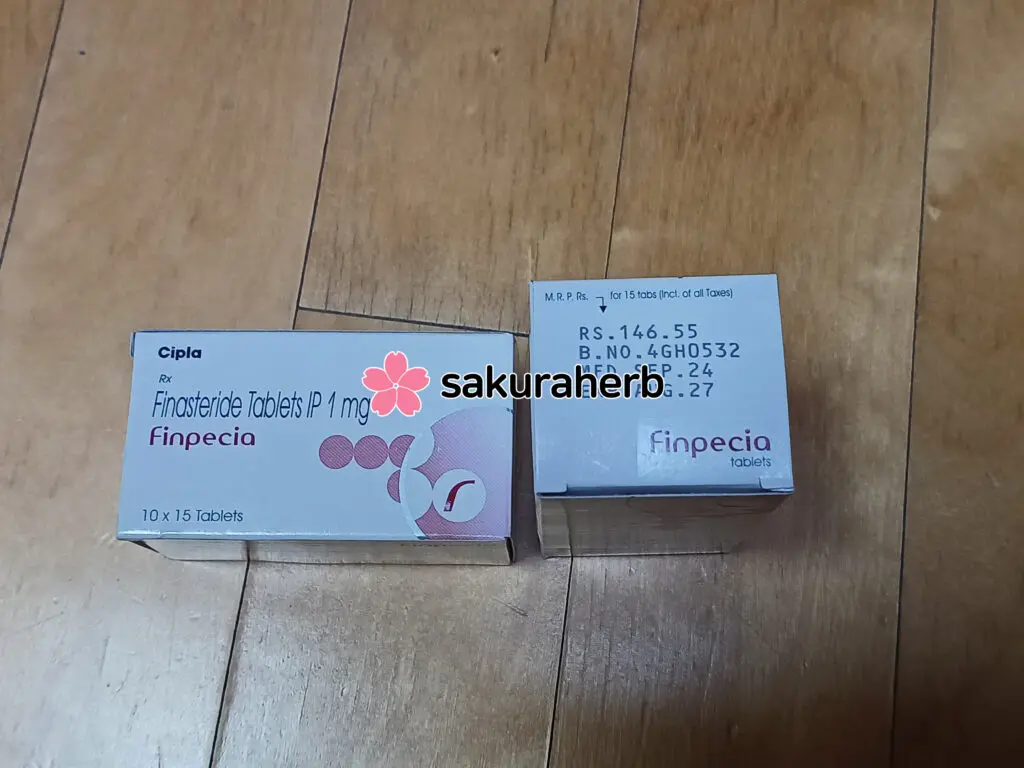 Cipla
Rx
Finasteride Tablets IP 1 mg
Finpecia
10 x 15 Tablets
sakuraherb
M. R. P. Rs. for 15 tabs (Incl. of all Taxes)
RS.146.55
B.NO.4GH0532
SEP.24
.27
Finpecia
tablets